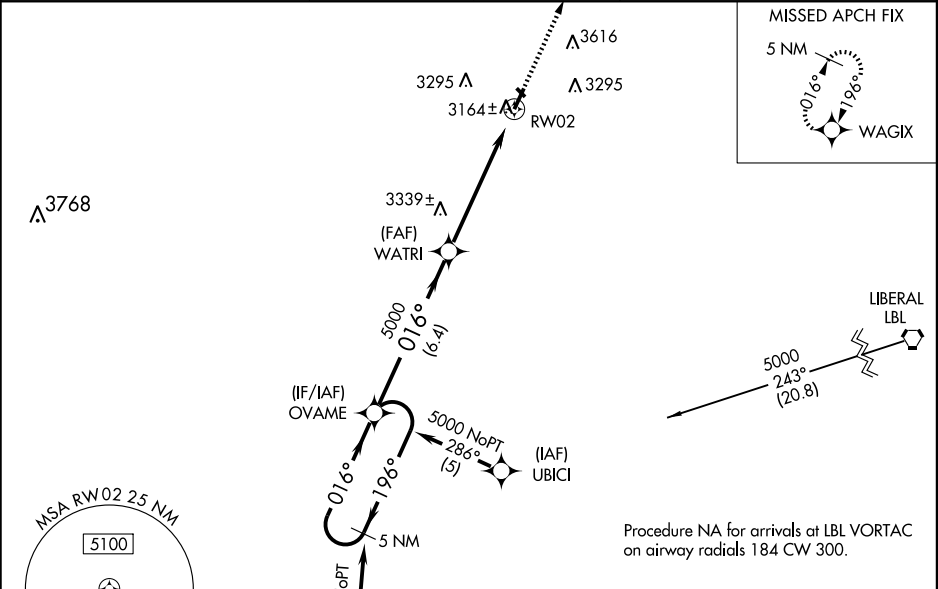 MISSED APCH FIX
5 NM
016°
196°
WAGIX
3616
3295
3295
3164±
RW02
3768
3339±
(FAF)
WATRI
5000
016°
(6.4)
LIBERAL
LBL
5000
243°
(20.8)
(IF/IAF)
OVAME
5000 NoPT
286°
(5)
(IAF)
UBICI
016°
196°
5 NM
MSA RW02 25 NM
5100
Procedure NA for arrivals at LBL VORTAC
on airway radials 184 CW 300.
oPT